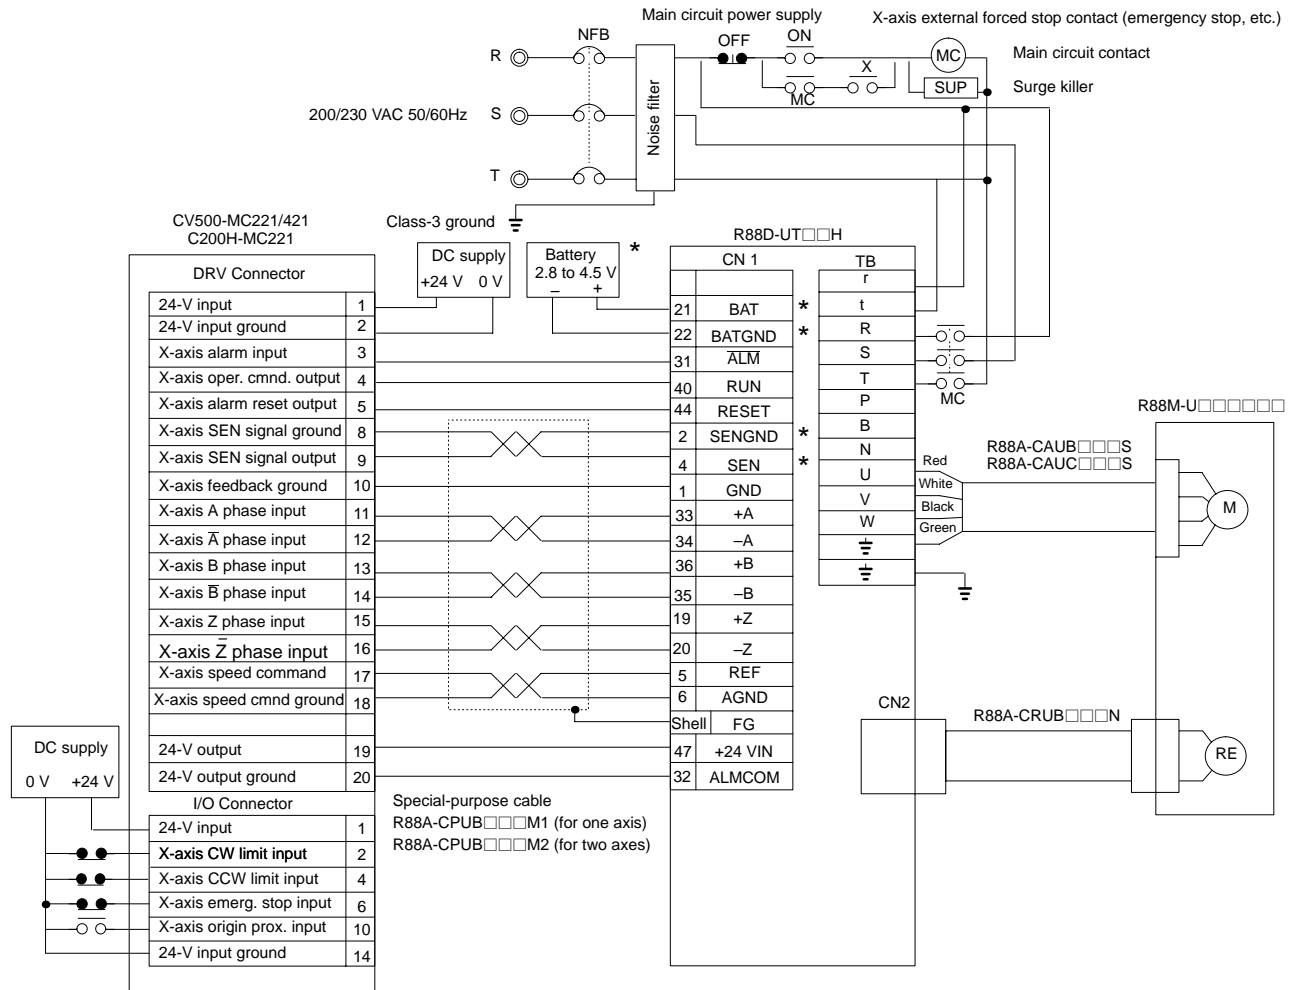 Main circuit power supply
X-axis external forced stop contact (emergency stop, etc.)
NFB
OFF
ON
R
MC
Main circuit contact
X
MC
SUP
Surge killer
200/230 VAC 50/60Hz
S
Noise filter
T
Class-3 ground
CV500-MC221/421
C200H-MC221
DRV Connector
24-V input 1
24-V input ground 2
X-axis alarm input 3
X-axis oper. cmnd. output 4
X-axis alarm reset output 5
X-axis SEN signal ground 8
X-axis SEN signal output 9
X-axis feedback ground 10
X-axis A phase input 11
X-axis A̅ phase input 12
X-axis B phase input 13
X-axis B̅ phase input 14
X-axis Z phase input 15
X-axis Z̅ phase input 16
X-axis speed command 17
X-axis speed cmnd ground 18
24-V output 19
24-V output ground 20
I/O Connector
24-V input 1
X-axis CW limit input 2
X-axis CCW limit input 4
X-axis emerg. stop input 6
X-axis origin prox. input 10
24-V input ground 14
DC supply
0 V +24 V
DC supply
+24 V 0 V
Battery *
2.8 to 4.5 V
– +
R88D-UT□□H
CN 1
21 BAT *
22 BATGND *
31 A̅L̅M̅
40 RUN
44 RESET
2 SENGND *
4 SEN *
1 GND
33 +A
34 –A
36 +B
35 –B
19 +Z
20 –Z
5 REF
6 AGND
Shell FG
47 +24 VIN
32 ALMCOM
TB
r
t
R
S
T
P
B
N
U
V
W
MC
Red
White
Black
Green
R88A-CAUB□□□S
R88A-CAUC□□□S
R88M-U□□□□□□
M
CN2
R88A-CRUB□□□N
RE
Special-purpose cable
R88A-CPUB□□□M1 (for one axis)
R88A-CPUB□□□M2 (for two axes)